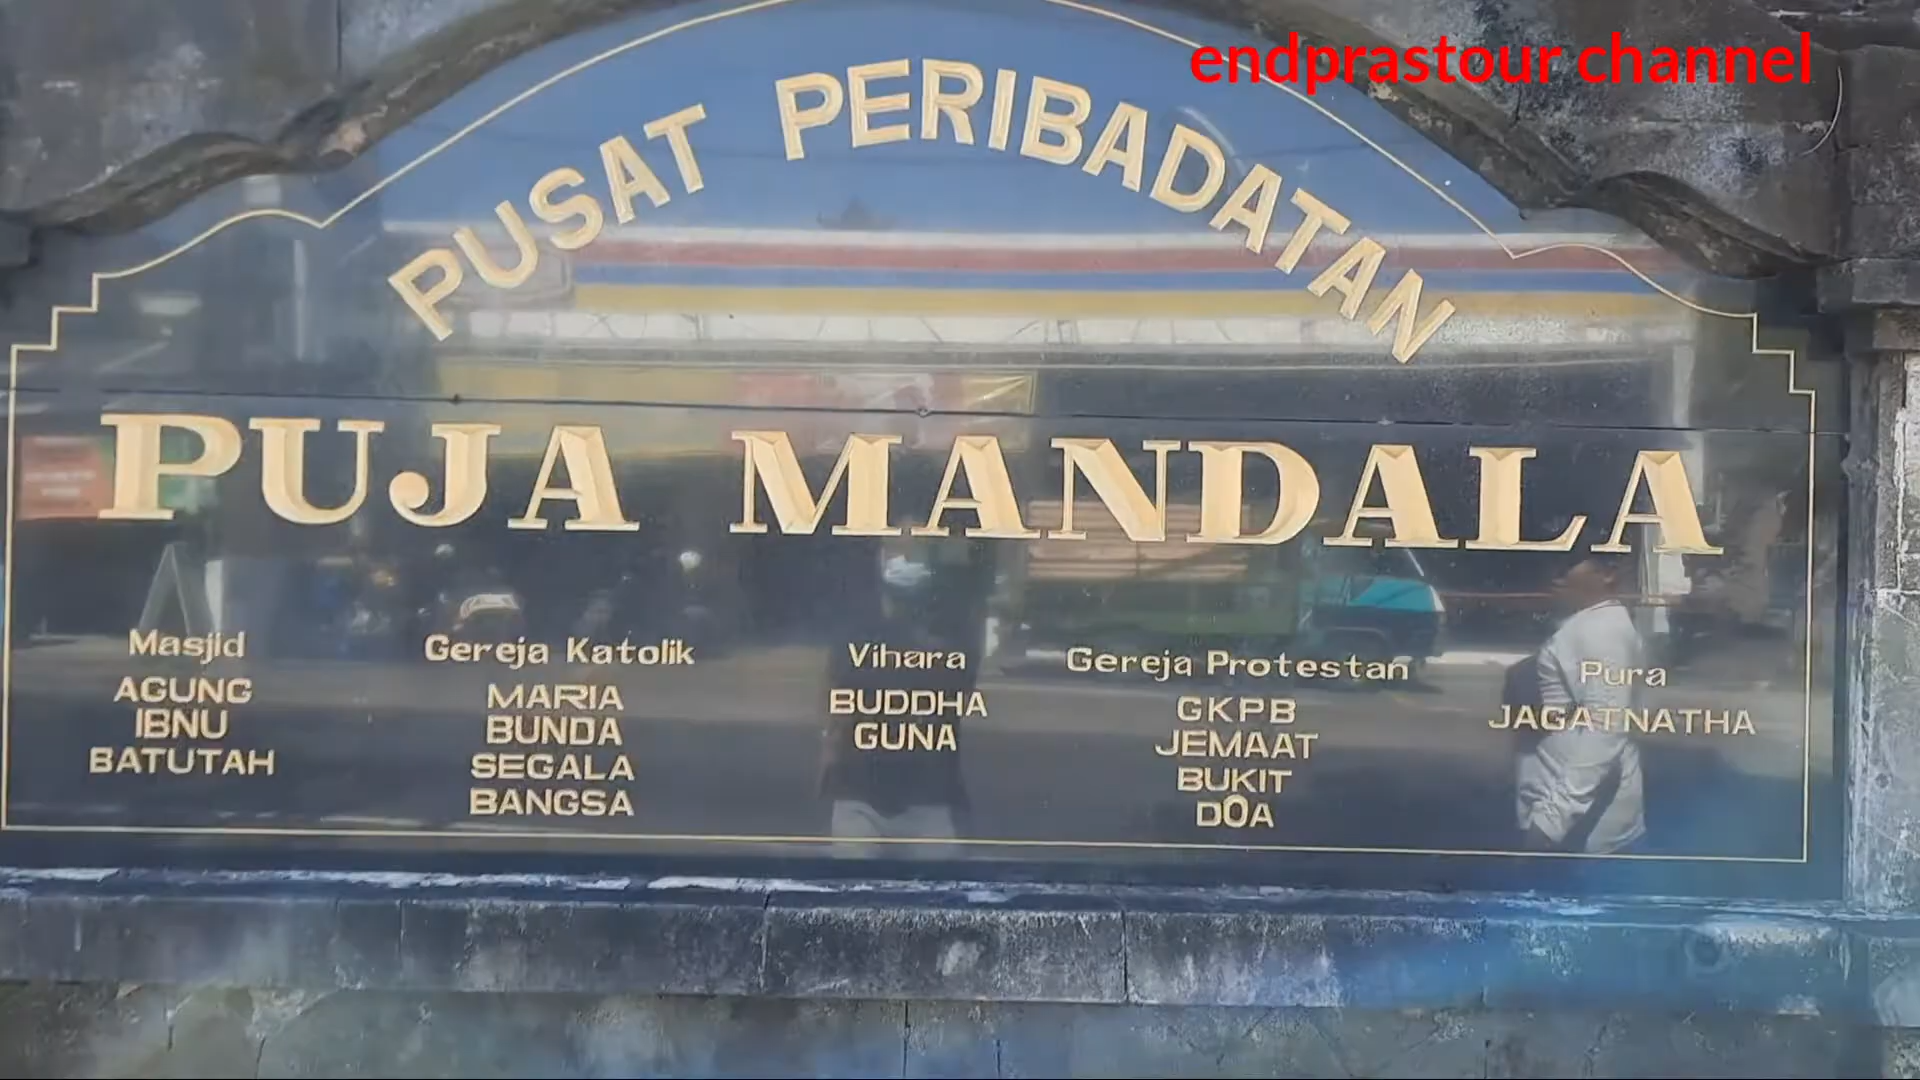 endprastour channel
PUSAT PERIBADATAN
PUJA MANDALA
Masjid
AGUNG
IBNU
BATUTAH
Gereja Katolik
MARIA
BUNDA
SEGALA
BANGSA
Vihara
BUDDHA
GUNA
Gereja Protestan
GKPB
JEMAAT
BUKIT
DOA
Pura
JAGATNATHA